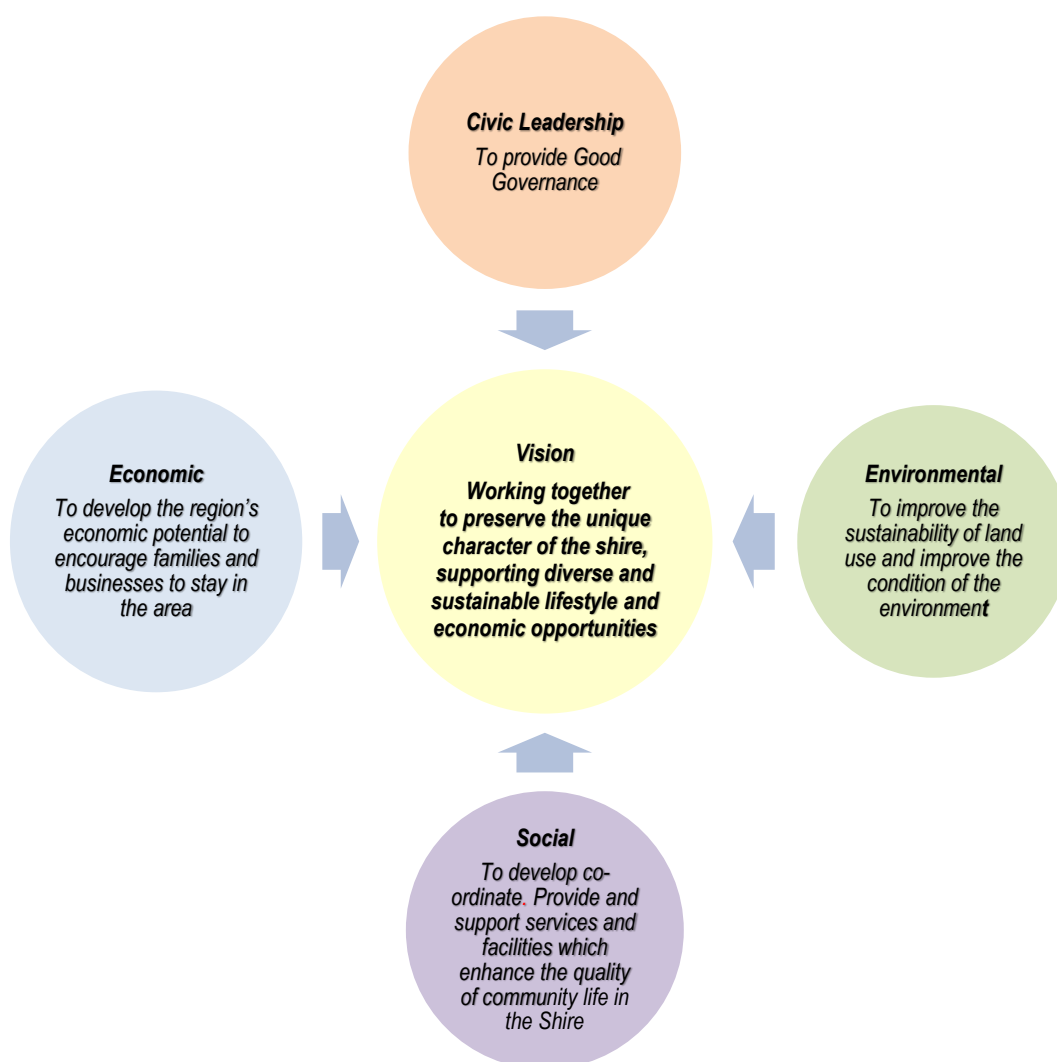 Civic Leadership
To provide Good
Governance
Economic
To develop the region’s
economic potential to
encourage families and
businesses to stay in
the area
Vision
Working together
to preserve the unique
character of the shire,
supporting diverse and
sustainable lifestyle and
economic opportunities
Environmental
To improve the
sustainability of land
use and improve the
condition of the
environment
Social
To develop co-
ordinate. Provide and
support services and
facilities which
enhance the quality
of community life in
the Shire